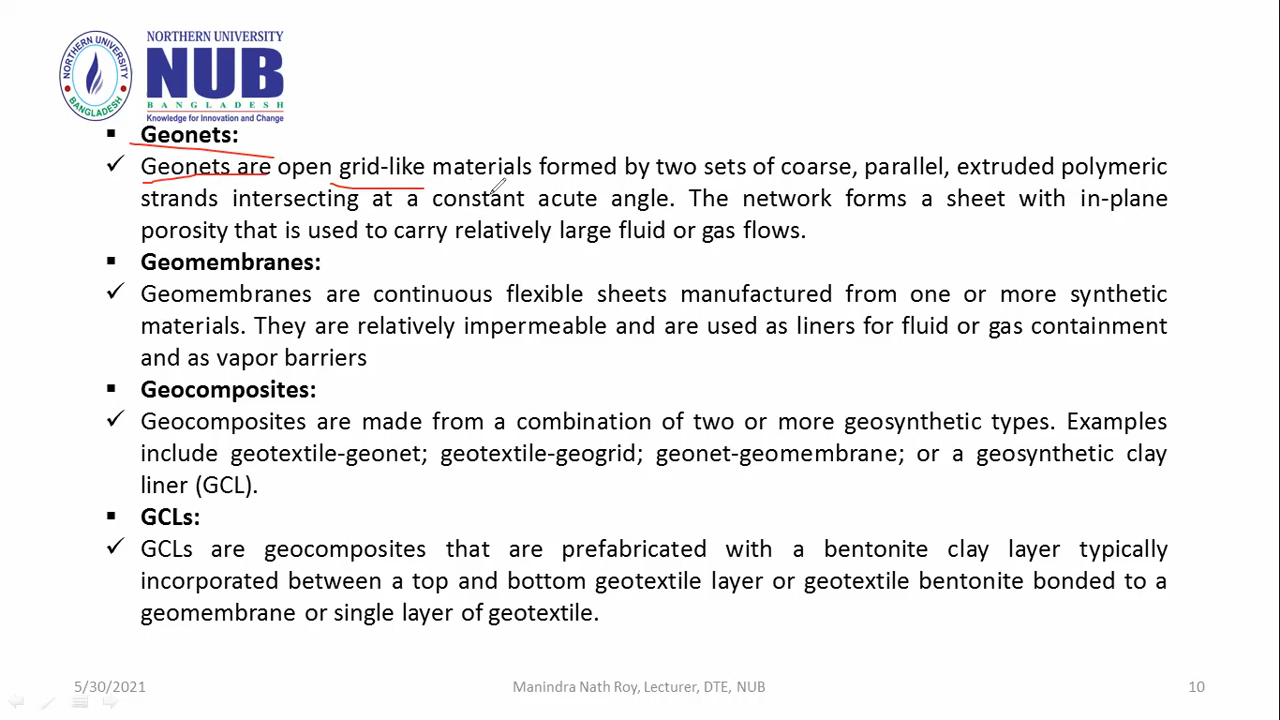 NORTHERN UNIVERSITY
NUB
BANGLADESH
Knowledge for Innovation and Change
NORTHERN UNIVERSITY
BANGLADESH
▪ Geonets:
✓ Geonets are open grid-like materials formed by two sets of coarse, parallel, extruded polymeric
strands intersecting at a constant acute angle. The network forms a sheet with in-plane
porosity that is used to carry relatively large fluid or gas flows.
▪ Geomembranes:
✓ Geomembranes are continuous flexible sheets manufactured from one or more synthetic
materials. They are relatively impermeable and are used as liners for fluid or gas containment
and as vapor barriers
▪ Geocomposites:
✓ Geocomposites are made from a combination of two or more geosynthetic types. Examples
include geotextile-geonet; geotextile-geogrid; geonet-geomembrane; or a geosynthetic clay
liner (GCL).
▪ GCLs:
✓ GCLs are geocomposites that are prefabricated with a bentonite clay layer typically
incorporated between a top and bottom geotextile layer or geotextile bentonite bonded to a
geomembrane or single layer of geotextile.
5/30/2021
Manindra Nath Roy, Lecturer, DTE, NUB
10